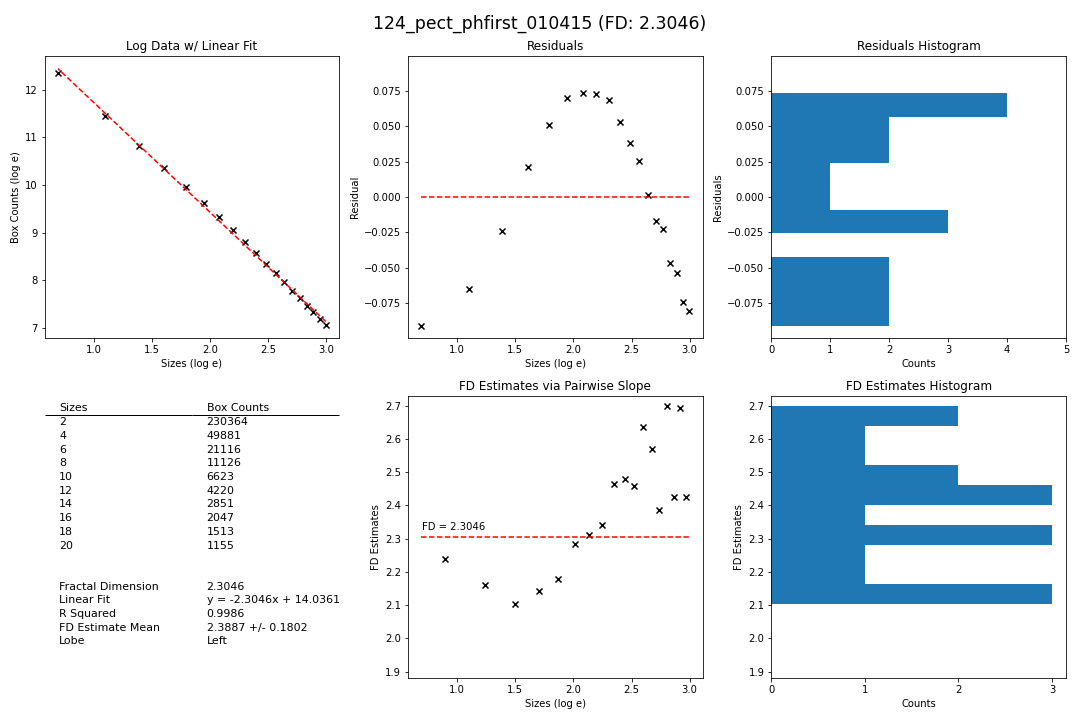 124_pect_phfirst_010415 (FD: 2.3046)
Log Data w/ Linear Fit
Box Counts (log e)
12
11
10
9
8
7
1.0 1.5 2.0 2.5 3.0
Sizes (log e)
Residuals
Residual
0.075
0.050
0.025
0.000
−0.025
−0.050
−0.075
1.0 1.5 2.0 2.5 3.0
Sizes (log e)
Residuals Histogram
Residuals
0.075
0.050
0.025
0.000
−0.025
−0.050
−0.075
0 1 2 3 4 5
Counts
Sizes Box Counts
2 230364
4 49881
6 21116
8 11126
10 6623
12 4220
14 2851
16 2047
18 1513
20 1155
Fractal Dimension 2.3046
Linear Fit y = -2.3046x + 14.0361
R Squared 0.9986
FD Estimate Mean 2.3887 +/- 0.1802
Lobe Left
FD Estimates via Pairwise Slope
FD Estimates
2.7
2.6
2.5
2.4
2.3
2.2
2.1
2.0
1.9
FD = 2.3046
1.0 1.5 2.0 2.5 3.0
Sizes (log e)
FD Estimates Histogram
FD Estimates
2.7
2.6
2.5
2.4
2.3
2.2
2.1
2.0
1.9
0 1 2 3
Counts